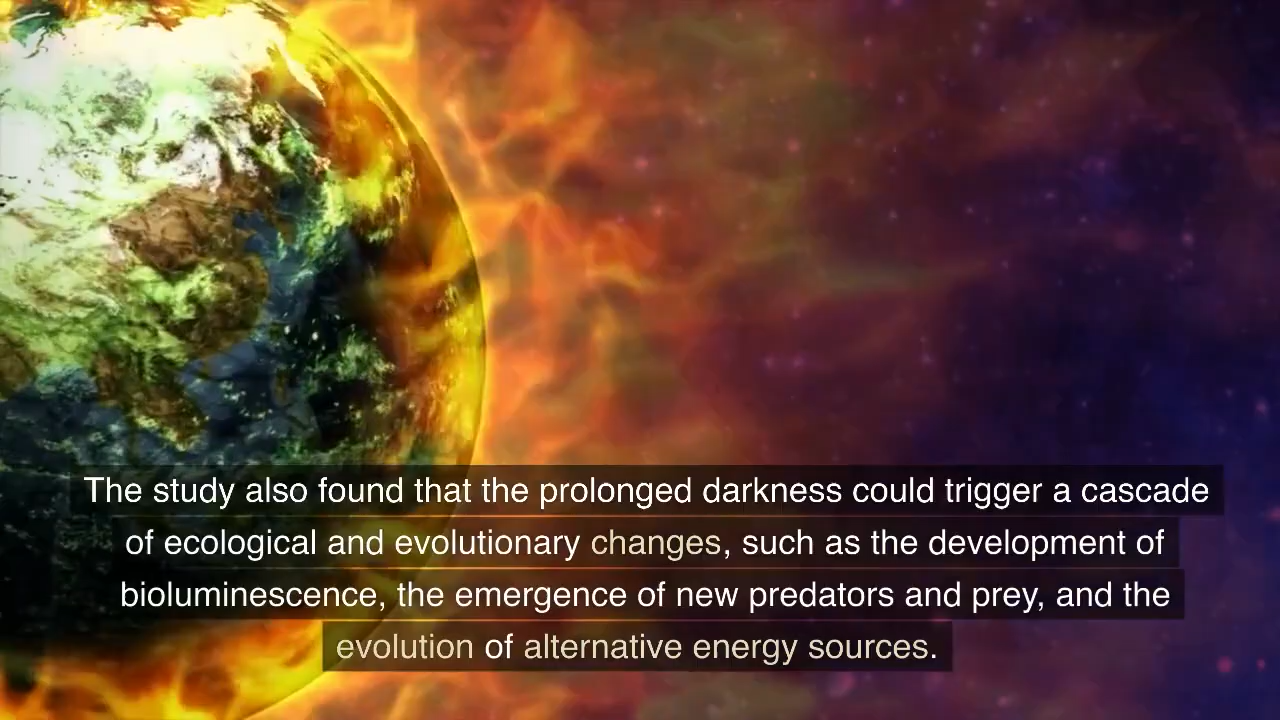 The study also found that the prolonged darkness could trigger a cascade
of ecological and evolutionary changes, such as the development of
bioluminescence, the emergence of new predators and prey, and the
evolution of alternative energy sources.